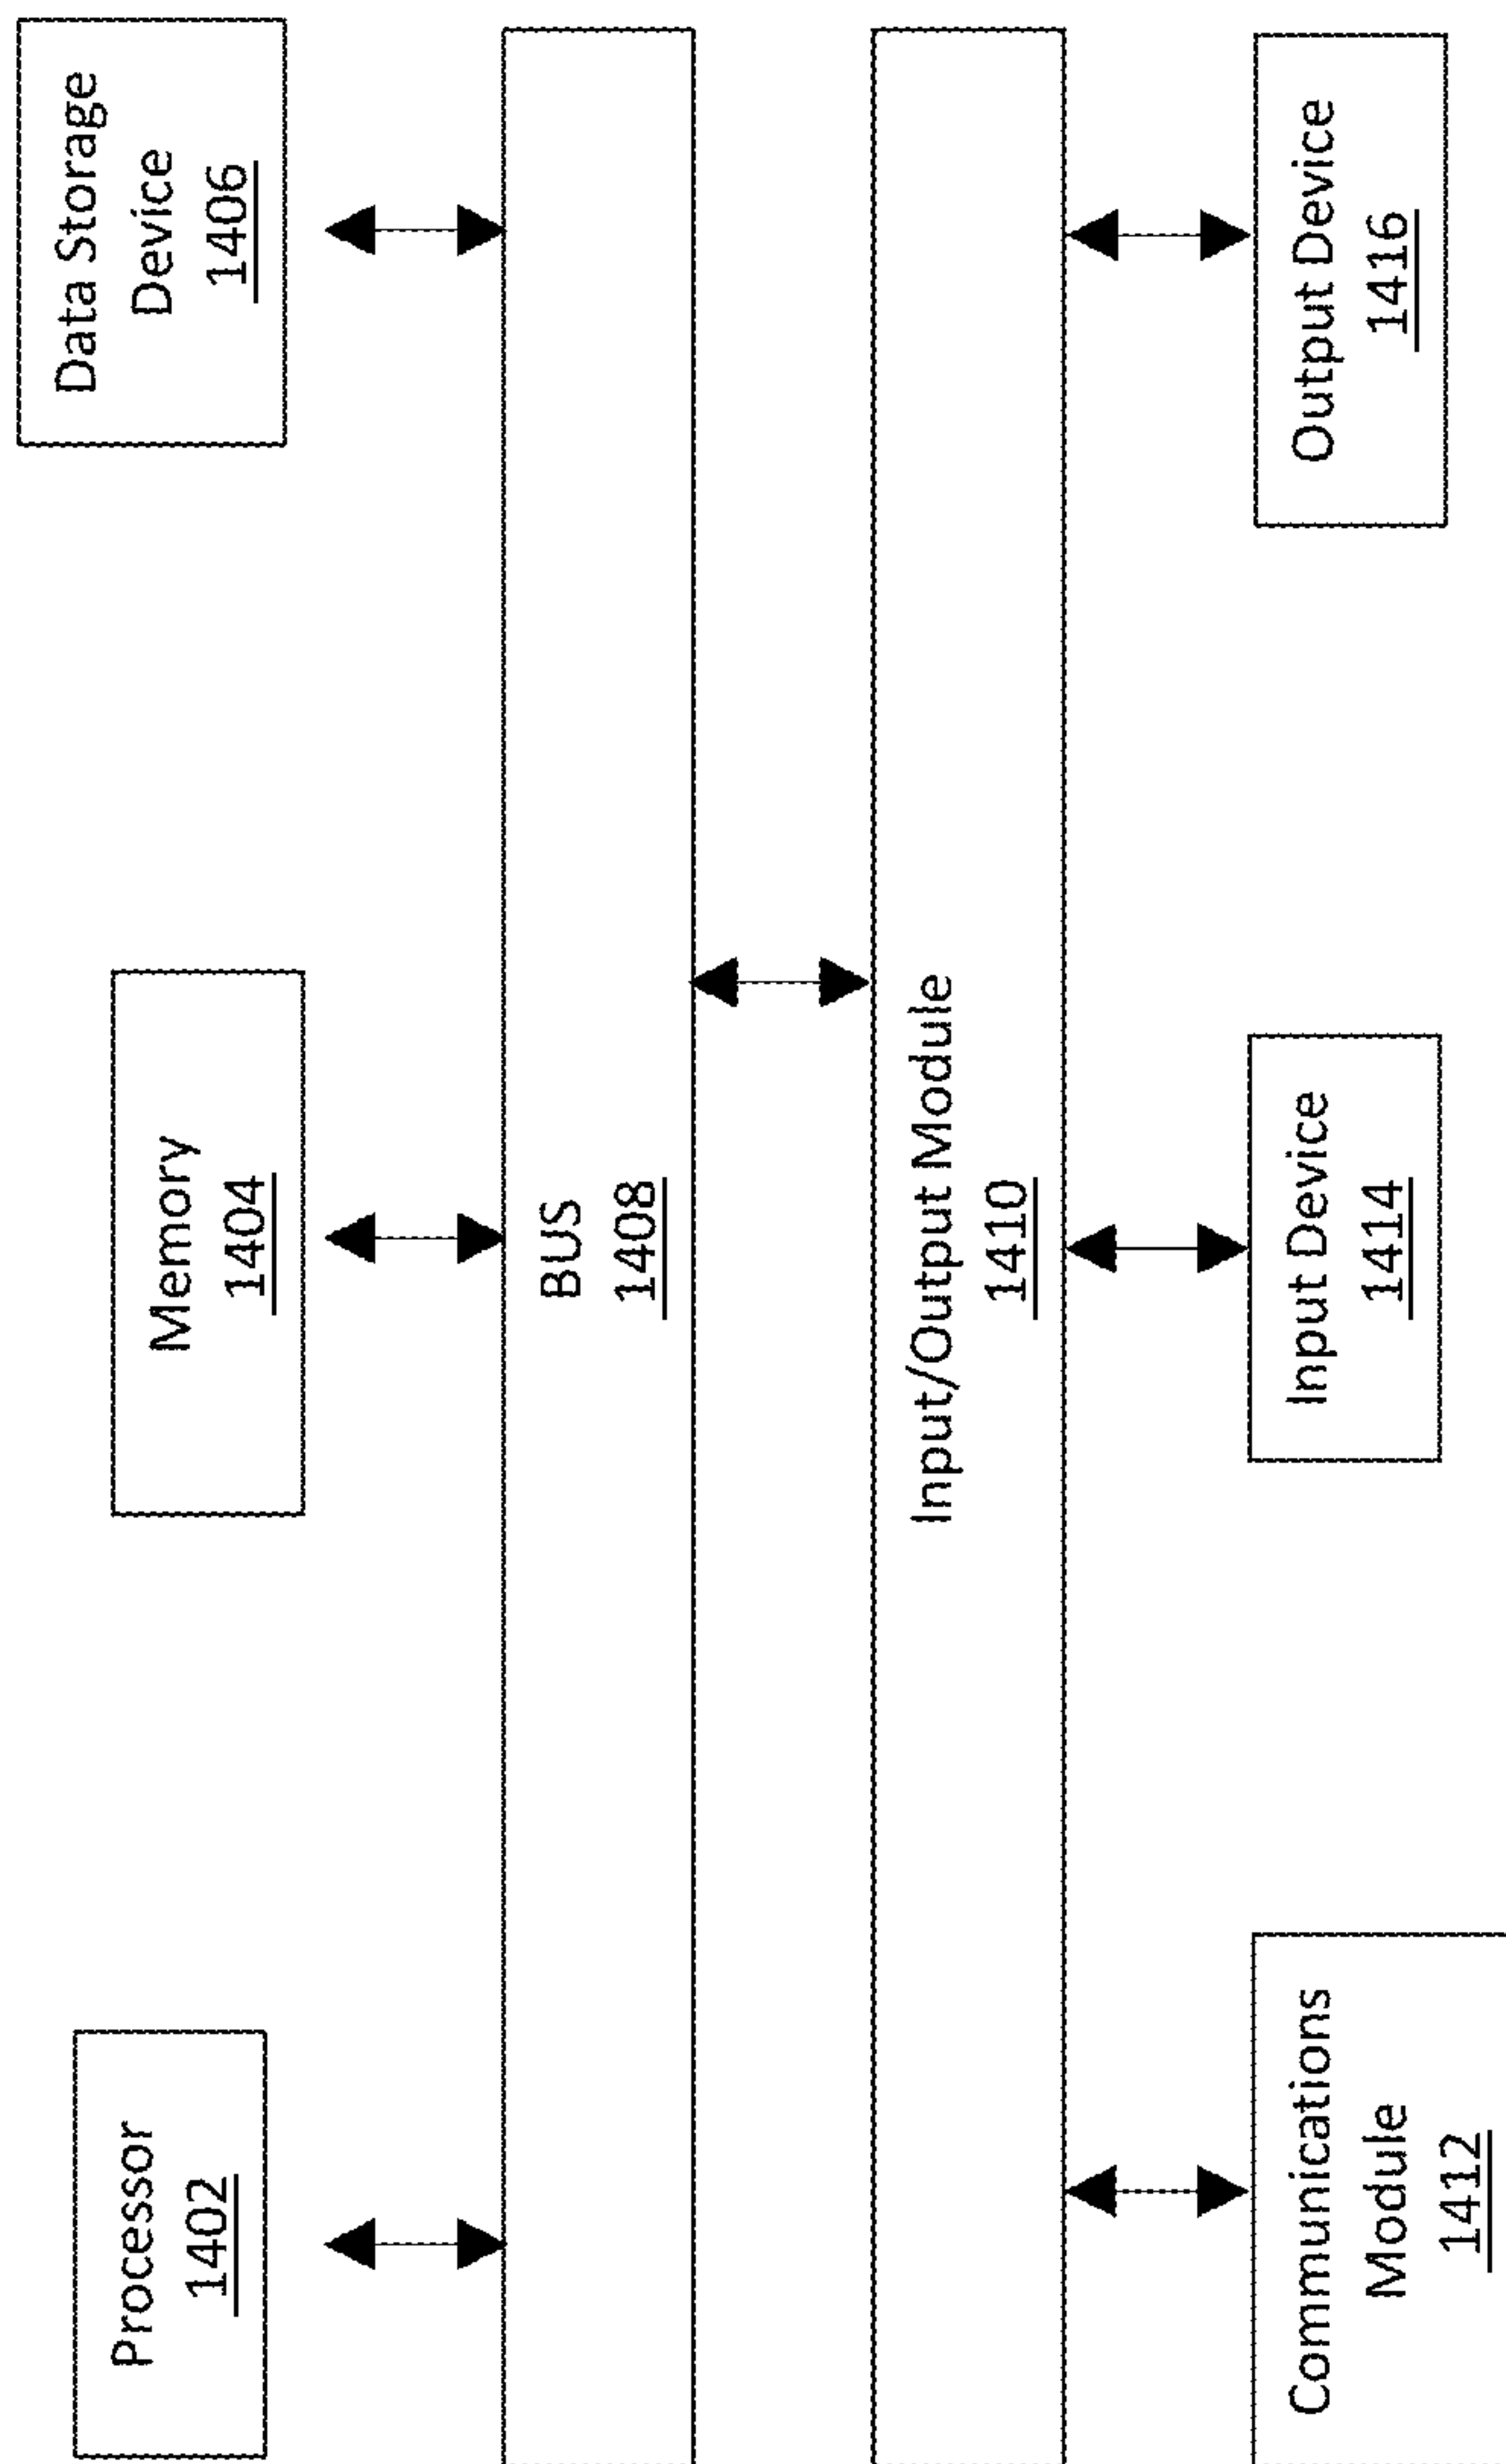 Processor
1402
Memory
1404
Data Storage
Device
1406
BUS
1408
Input/Output Module
1410
Communications
Module
1412
Input Device
1414
Output Device
1416